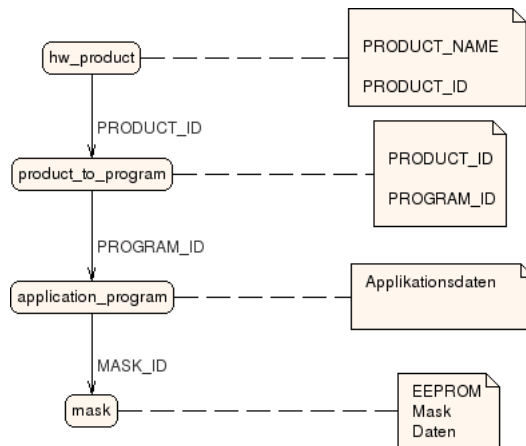 hw_product
PRODUCT_NAME
PRODUCT_ID
PRODUCT_ID
product_to_program
PRODUCT_ID
PROGRAM_ID
PROGRAM_ID
application_program
Applikationsdaten
MASK_ID
mask
EEPROM
Mask
Daten